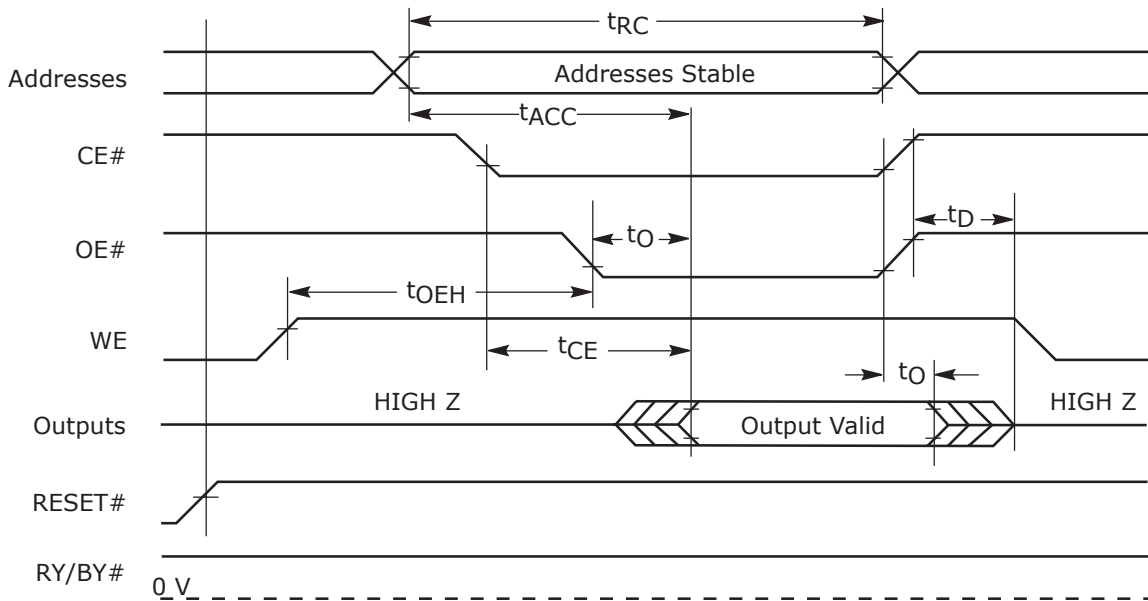 tRC
Addresses
Addresses Stable
tACC
CE#
tD
OE#
tO
tOEH
WE
tCE
tO
HIGH Z
HIGH Z
Outputs
Output Valid
RESET#
RY/BY#
0 V